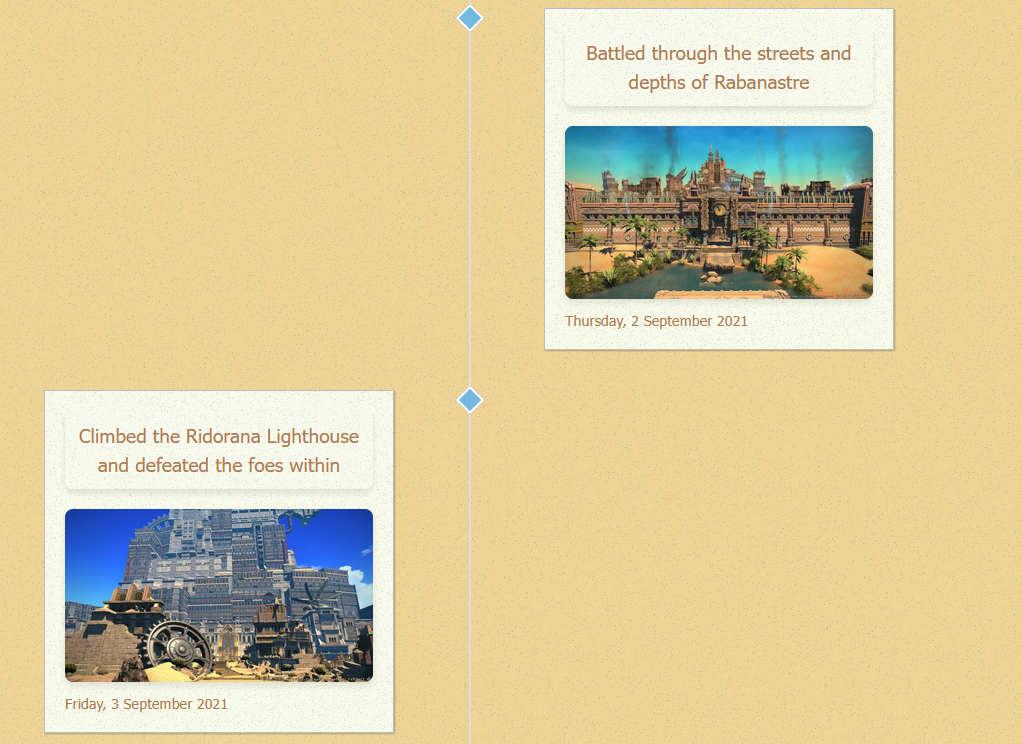 Battled through the streets and
depths of Rabanastre
Thursday, 2 September 2021
Climbed the Ridorana Lighthouse
and defeated the foes within
Friday, 3 September 2021